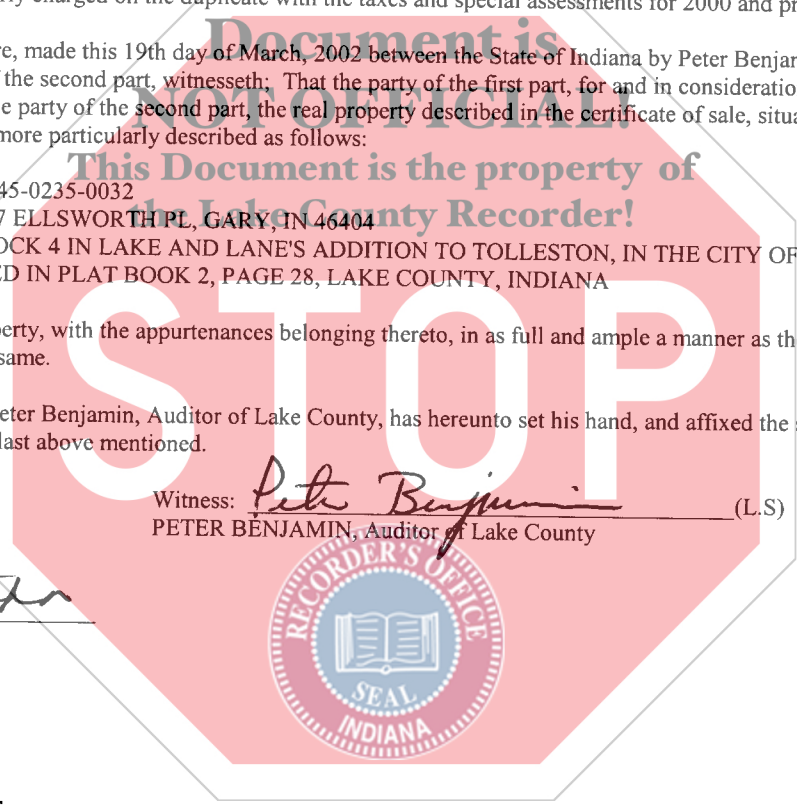 charged on the duplicate with the taxes and special assessments for 2000 and
Document is
re, made this 19th day of March, 2002 between the State of Indiana by Peter Benjar
f the second part, witnesseth: That the party of the first part, for and in consideratio
NOT OFFICIAL!
e party of the second part, the real property described in the certificate of sale, situa
more particularly described as follows:
This Document is the property of
45-0235-0032
the Lake County Recorder!
7 ELLSWORTH PL, GARY, IN 46404
OCK 4 IN LAKE AND LANE'S ADDITION TO TOLLESTON, IN THE CITY OF
ED IN PLAT BOOK 2, PAGE 28, LAKE COUNTY, INDIANA
STOP
perty, with the appurtenances belonging thereto, in as full and ample a manner as th
same.
eter Benjamin, Auditor of Lake County, has hereunto set his hand, and affixed the s
last above mentioned.
Witness: Peter Benjamin (L.S)
PETER BENJAMIN, Auditor of Lake County
RECORDER'S OFFICE
SEAL
INDIANA